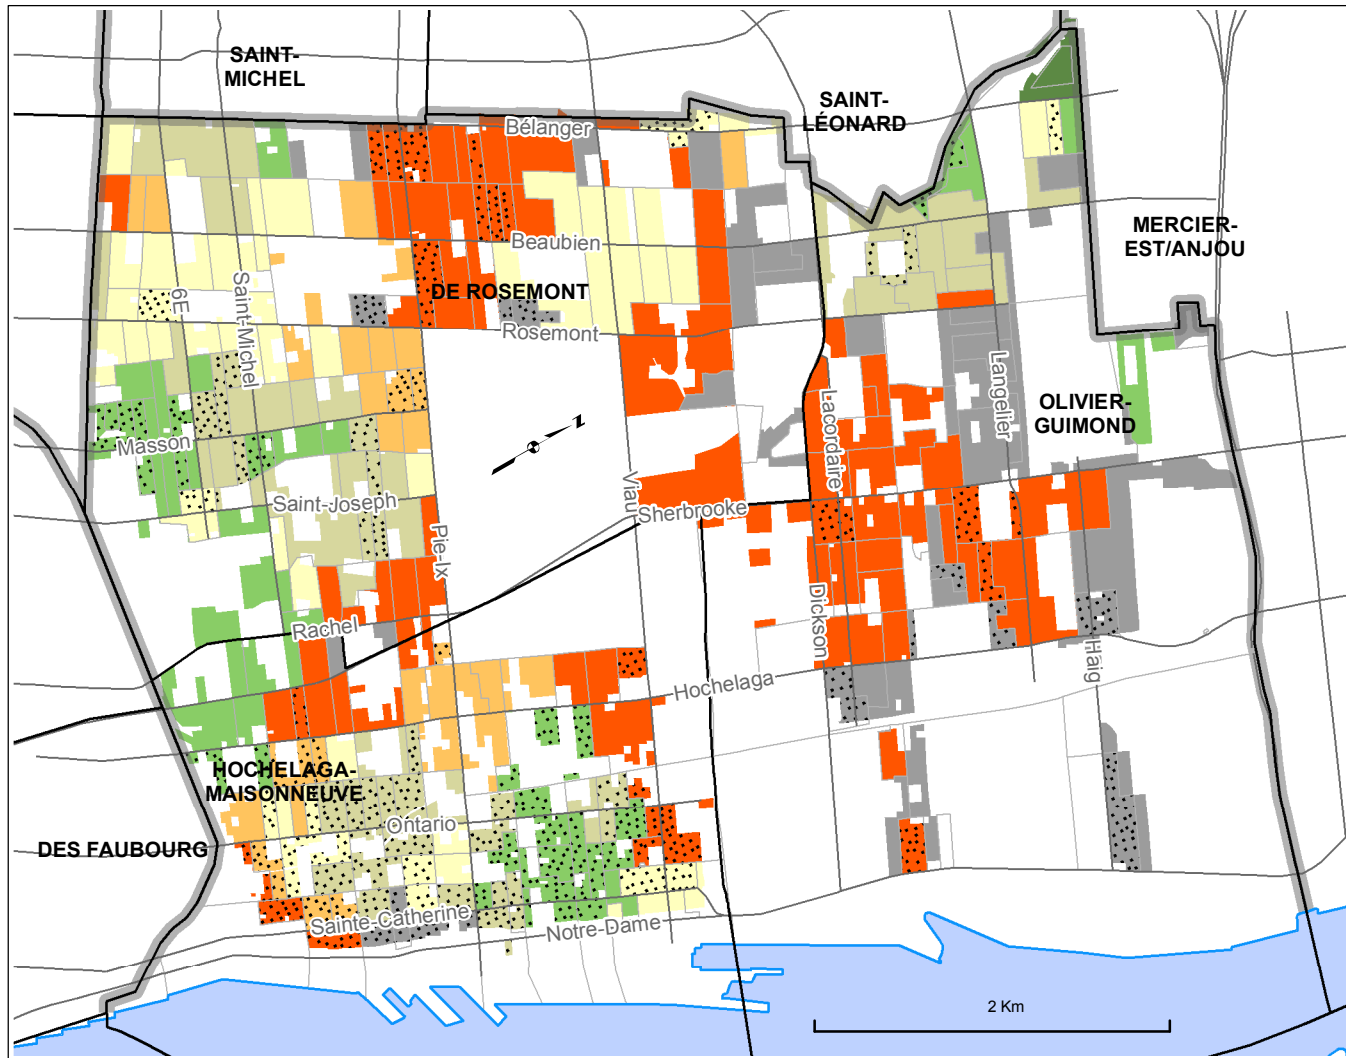 SAINT-
MICHEL
SAINT-
LÉONARD
Bélanger
MERCIER-
EST/ANJOU
Beaubien
6E
Saint-Michel
DE ROSEMONT
Rosemont
Langelier
Lacordaire
OLIVIER-
GUIMOND
Masson
Saint-Joseph
Viau
Sherbrooke
Pie-Ix
Dickson
Rachel
Haig
Hochelaga
HOCHELAGA-
MAISONNEUVE
Ontario
DES FAUBOURG
Sainte-Catherine
Notre-Dame
2 Km